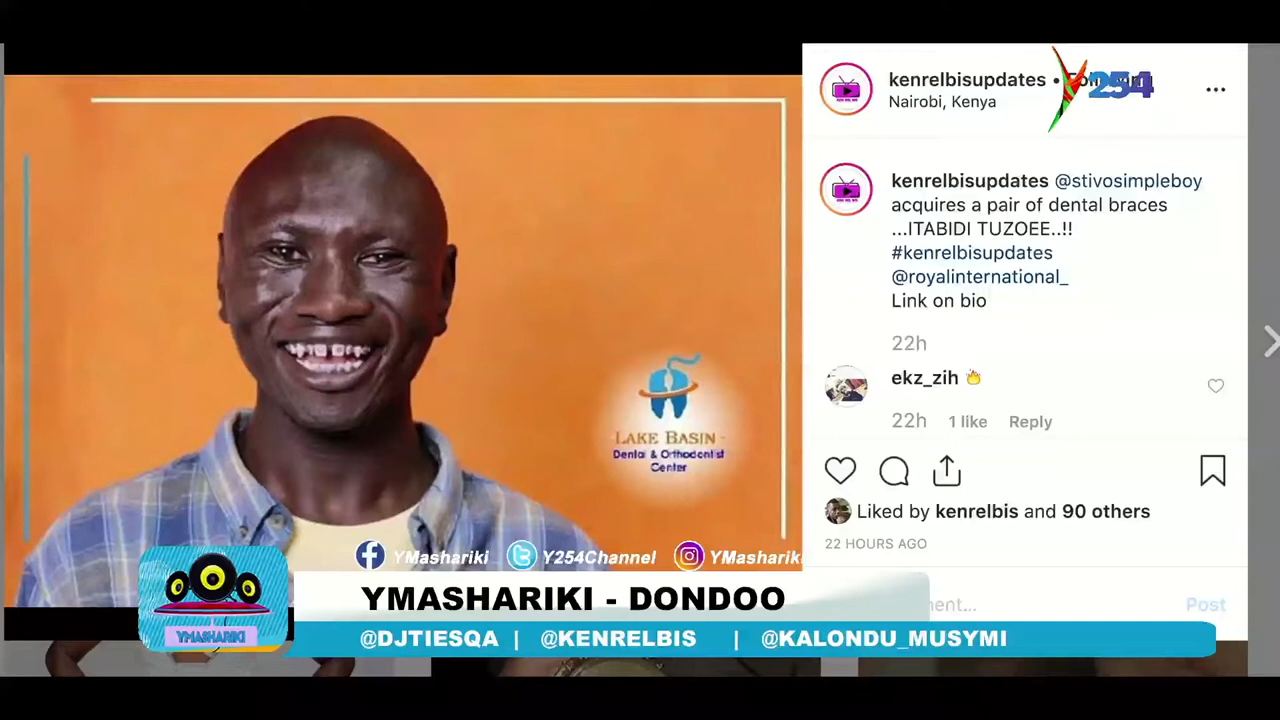 kenrelbisupdates •
Nairobi, Kenya
254
kenrelbisupdates @stivosimpleboy
acquires a pair of dental braces
...ITABIDI TUZOEE..!!
#kenrelbisupdates
@royalinternational_
Link on bio
22h
ekz_zih
22h 1 like Reply
Liked by kenrelbis and 90 others
22 HOURS AGO
Post
LAKE BASIN
Dental & Orthodontist
Center
YMashariki Y254Channel YMashariki
YMASHARIKI - DONDOO
@DJTIESQA | @KENRELBIS | @KALONDU_MUSYMI
YMASHARIKI